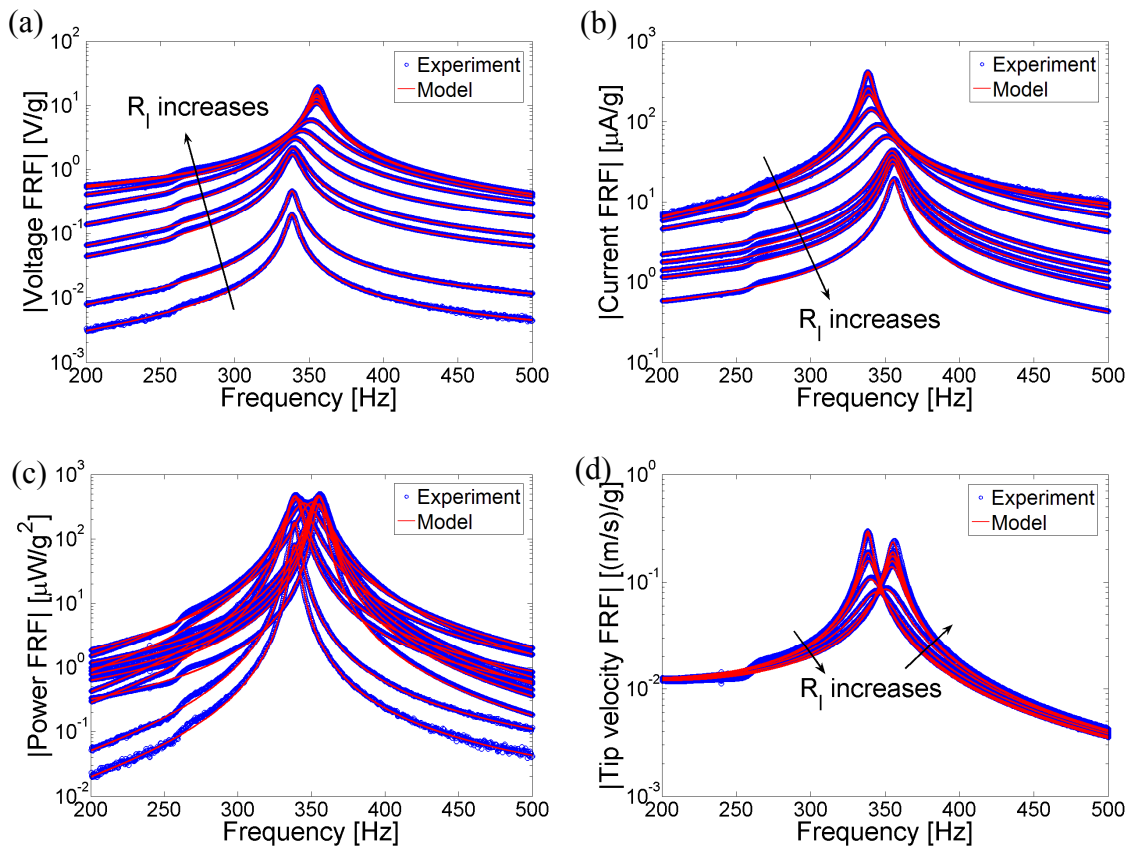 (a)
|Voltage FRF| [V/g]
10^2
10^1
10^0
10^-1
10^-2
10^-3
R_l increases
Experiment
Model
200 250 300 350 400 450 500
Frequency [Hz]
(b)
|Current FRF| [µA/g]
10^3
10^2
10^1
10^0
10^-1
R_l increases
Experiment
Model
200 250 300 350 400 450 500
Frequency [Hz]
(c)
|Power FRF| [µW/g^2]
10^3
10^2
10^1
10^0
10^-1
10^-2
Experiment
Model
200 250 300 350 400 450 500
Frequency [Hz]
(d)
|Tip velocity FRF| [(m/s)/g]
10^0
10^-1
10^-2
10^-3
R_l increases
Experiment
Model
200 250 300 350 400 450 500
Frequency [Hz]